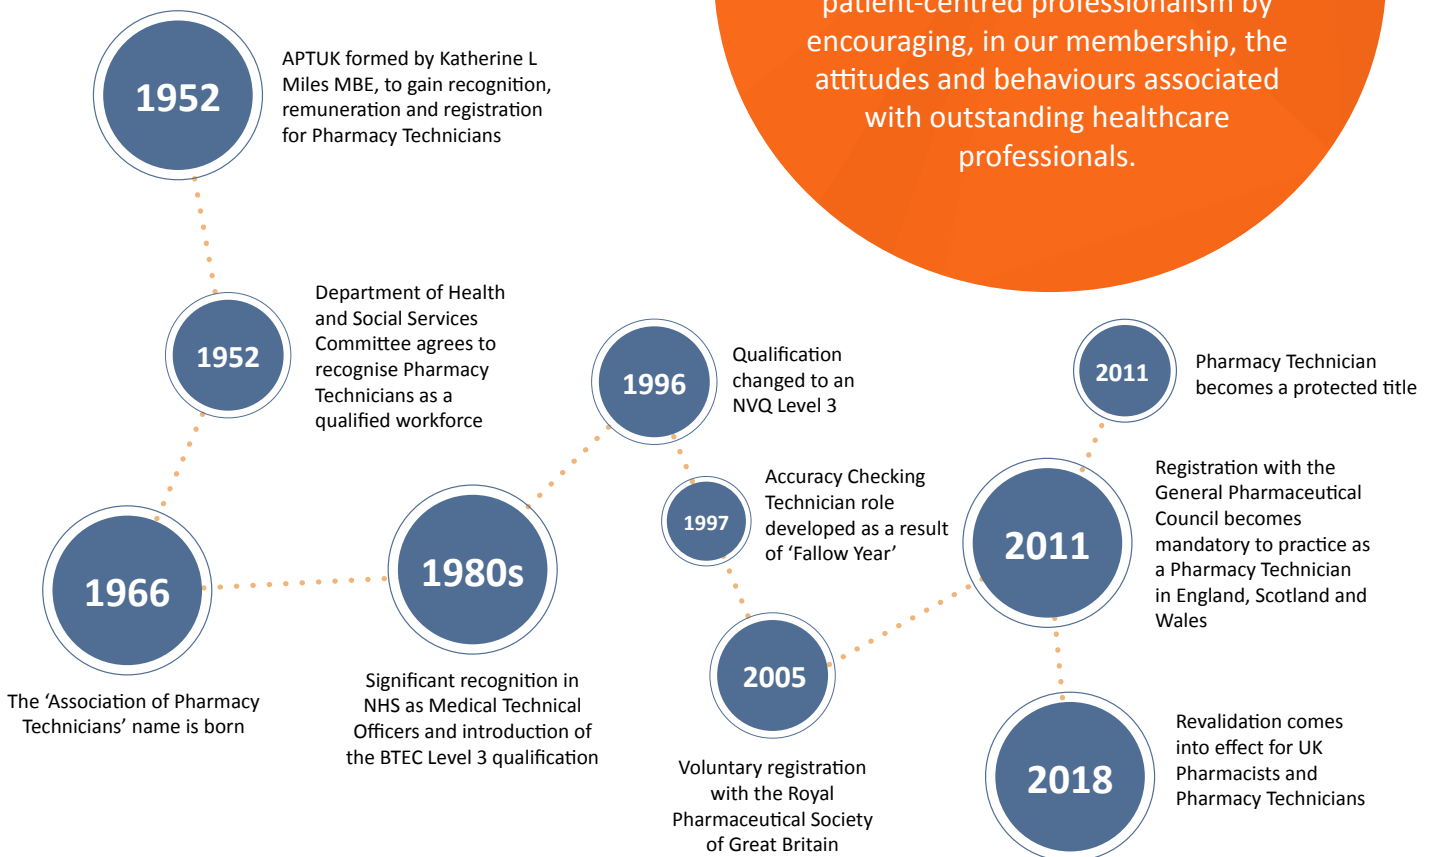 patient-centred professionalism by
encouraging, in our membership, the
attitudes and behaviours associated
with outstanding healthcare
professionals.
1952
APTUK formed by Katherine L
Miles MBE, to gain recognition,
remuneration and registration
for Pharmacy Technicians
1952
Department of Health
and Social Services
Committee agrees to
recognise Pharmacy
Technicians as a
qualified workforce
1966
The ‘Association of Pharmacy
Technicians’ name is born
1980s
Significant recognition in
NHS as Medical Technical
Officers and introduction of
the BTEC Level 3 qualification
1996
Qualification
changed to an
NVQ Level 3
1997
Accuracy Checking
Technician role
developed as a result
of ‘Fallow Year’
2005
Voluntary registration
with the Royal
Pharmaceutical Society
of Great Britain
2011
Registration with the
General Pharmaceutical
Council becomes
mandatory to practice as
a Pharmacy Technician
in England, Scotland and
Wales
2011
Pharmacy Technician
becomes a protected title
2018
Revalidation comes
into effect for UK
Pharmacists and
Pharmacy Technicians